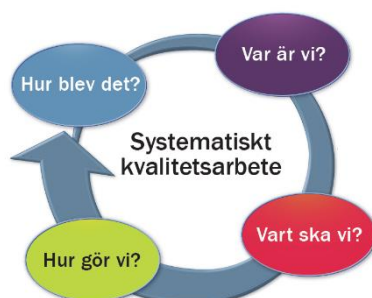 Var är vi?
Hur blev det?
Systematiskt
kvalitetsarbete
Vart ska vi?
Hur gör vi?